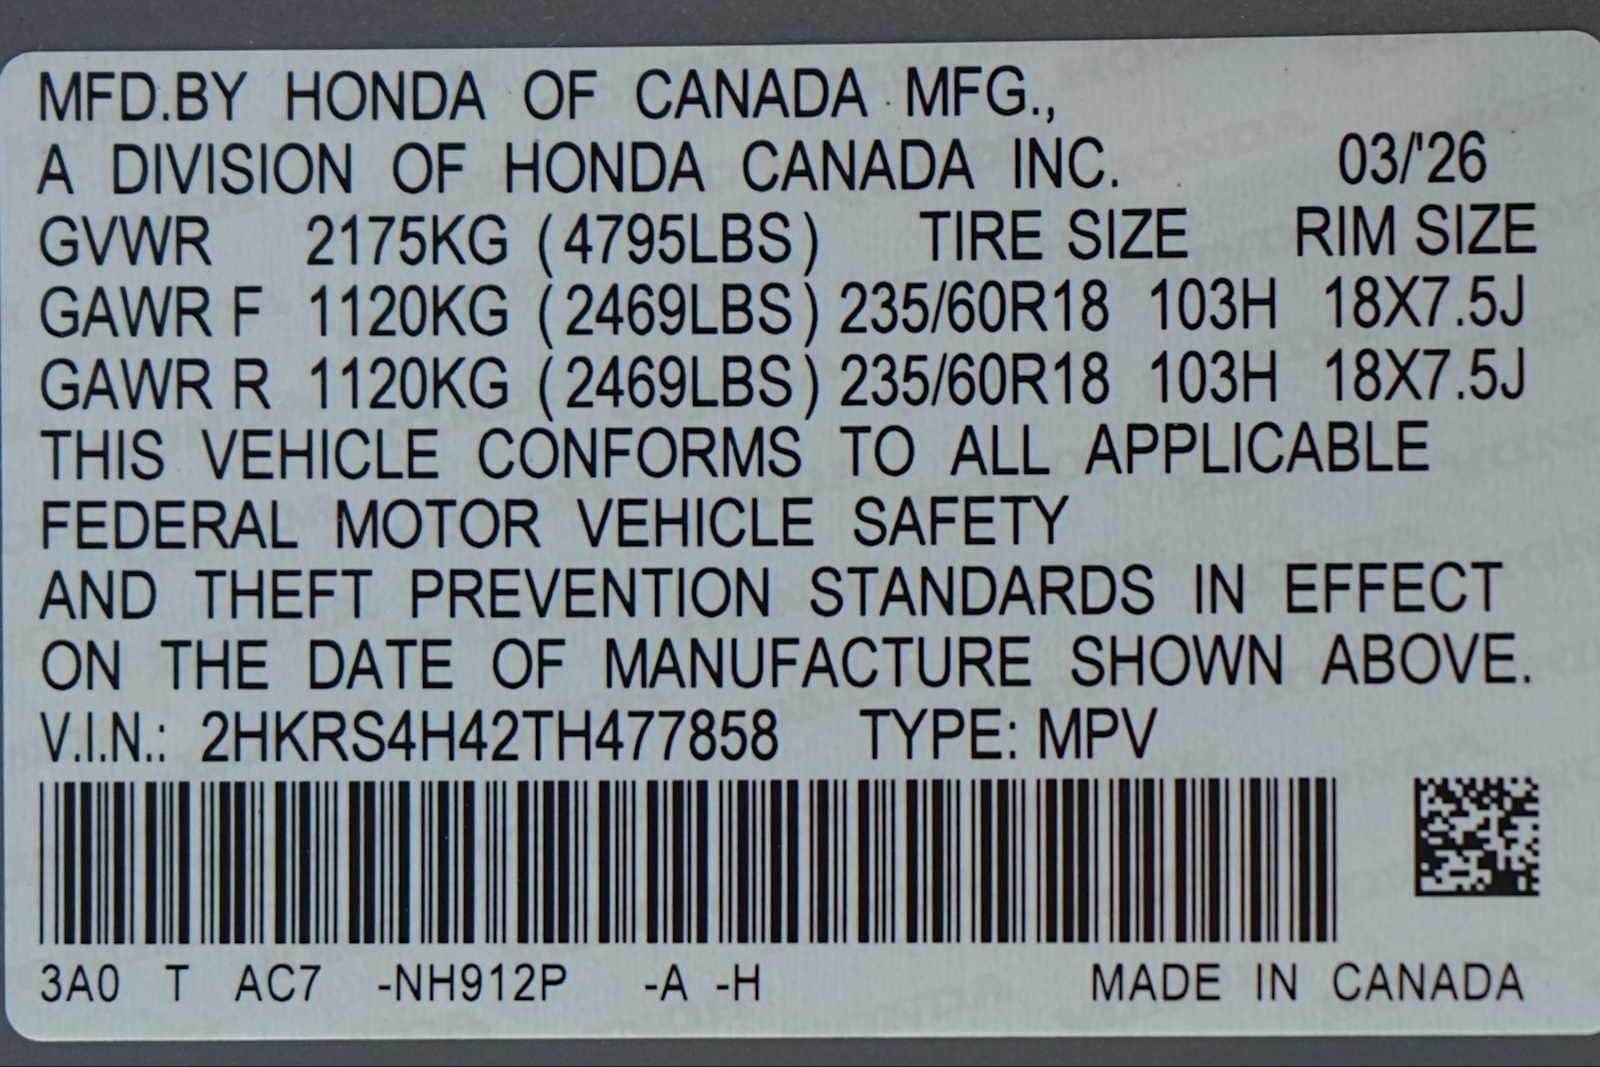 MFD.BY HONDA OF CANADA MFG.,
A DIVISION OF HONDA CANADA INC. 03/'26
GVWR 2175KG (4795LBS) TIRE SIZE RIM SIZE
GAWR F 1120KG (2469LBS) 235/60R18 103H 18X7.5J
GAWR R 1120KG (2469LBS) 235/60R18 103H 18X7.5J
THIS VEHICLE CONFORMS TO ALL APPLICABLE
FEDERAL MOTOR VEHICLE SAFETY
AND THEFT PREVENTION STANDARDS IN EFFECT
ON THE DATE OF MANUFACTURE SHOWN ABOVE.
V.I.N.: 2HKRS4H42TH477858 TYPE: MPV
3A0 T AC7 -NH912P -A -H MADE IN CANADA